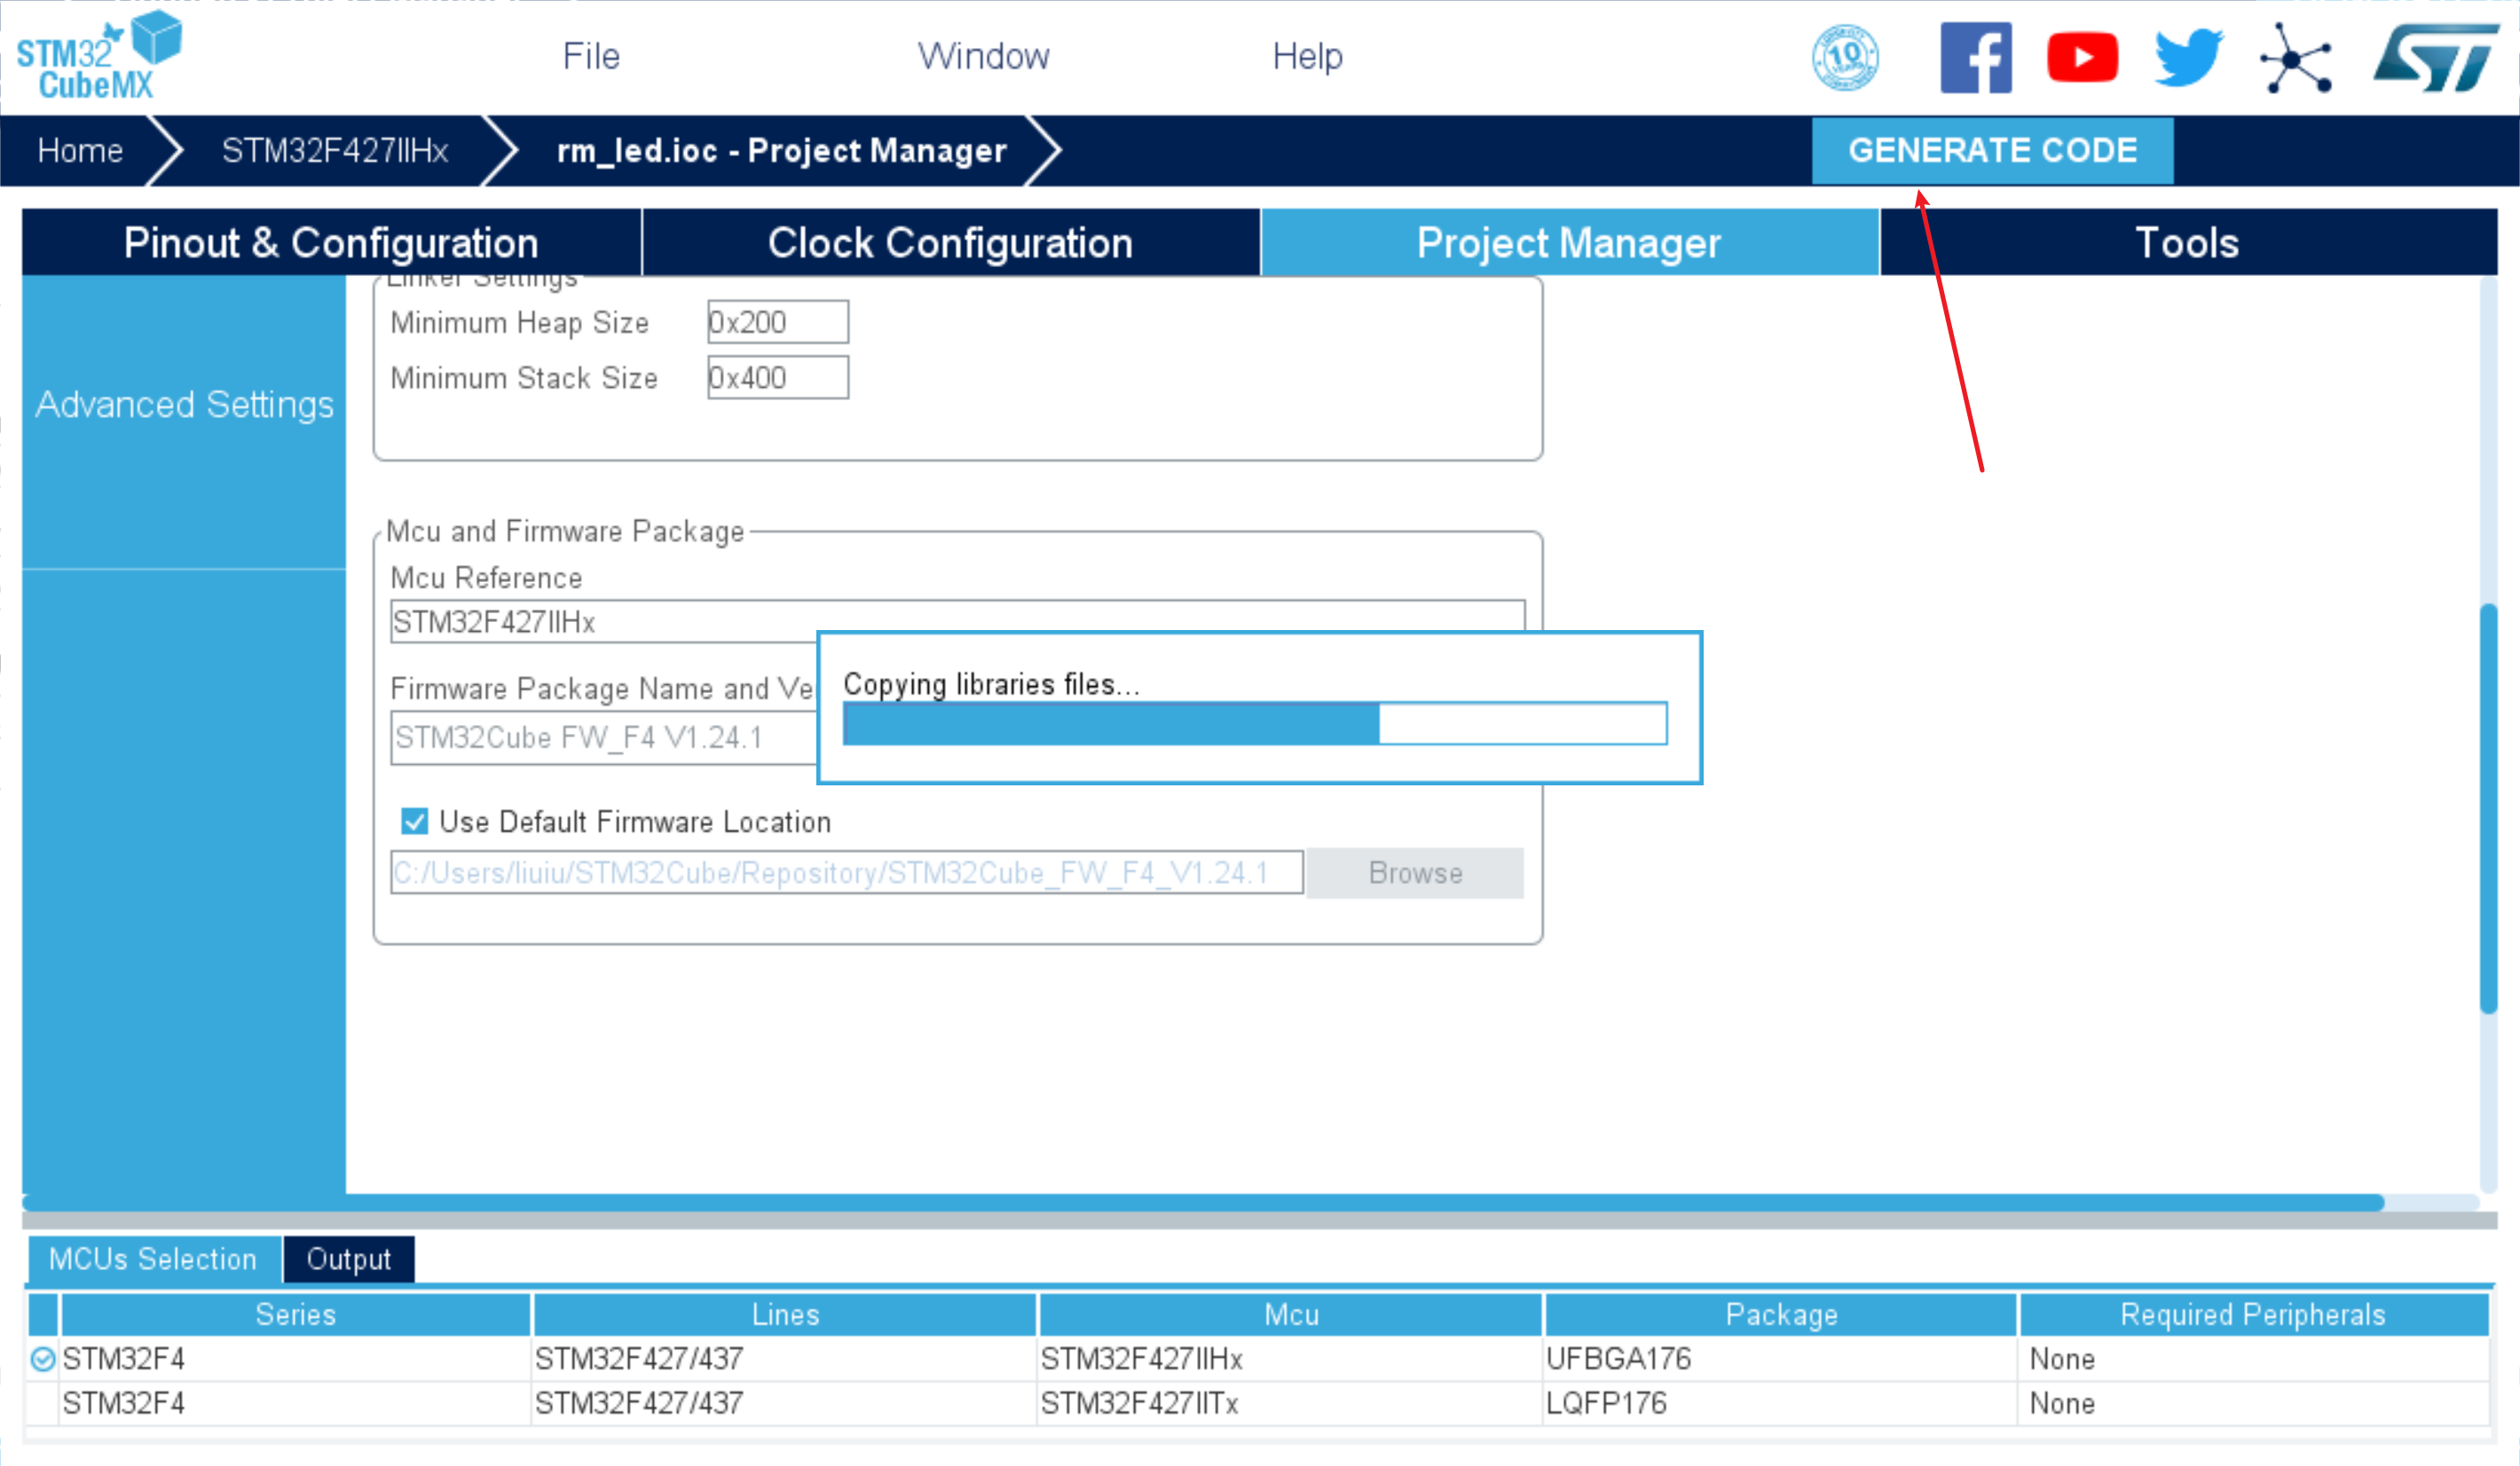 STM32
CubeMX
File
Window
Help
10
Home
STM32F427IIHx
rm_led.ioc - Project Manager
GENERATE CODE
Pinout & Configuration
Clock Configuration
Project Manager
Tools
Linker Settings
Minimum Heap Size
0x200
Minimum Stack Size
0x400
Advanced Settings
Mcu and Firmware Package
Mcu Reference
STM32F427IIHx
Firmware Package Name and Ve
STM32Cube FW_F4 V1.24.1
Copying libraries files...
Use Default Firmware Location
C:/Users/liuiu/STM32Cube/Repository/STM32Cube_FW_F4_V1.24.1
Browse
MCUs Selection
Output
Series
Lines
Mcu
Package
Required Peripherals
STM32F4
STM32F427/437
STM32F427IIHx
UFBGA176
None
STM32F4
STM32F427/437
STM32F427IITx
LQFP176
None